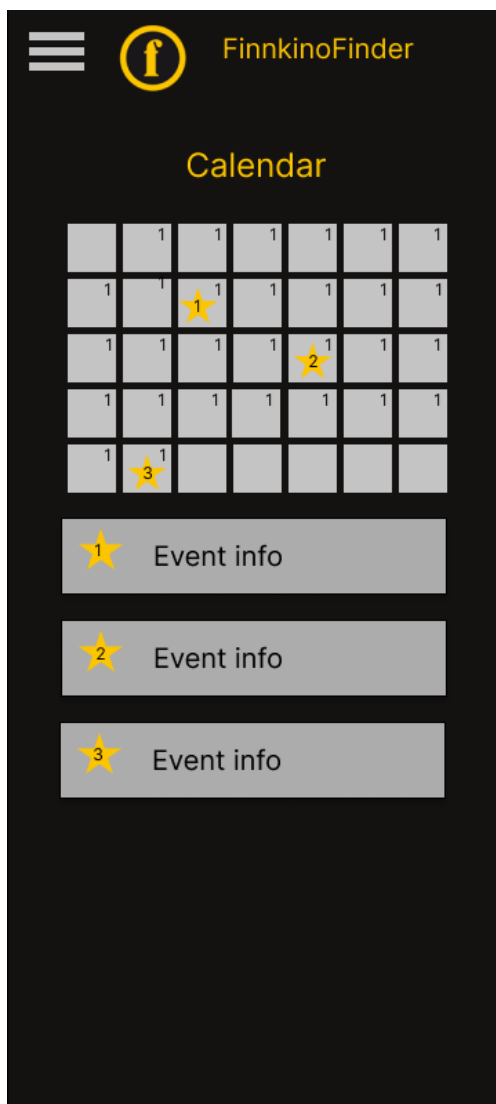 f FinnkinoFinder
Calendar
1 1 1 1 1 1
1 1 1 1 1 1 1
1
1 1 1 1 1 1 1
2
1 1 1 1 1 1 1
1 1
3
1 Event info
2 Event info
3 Event info